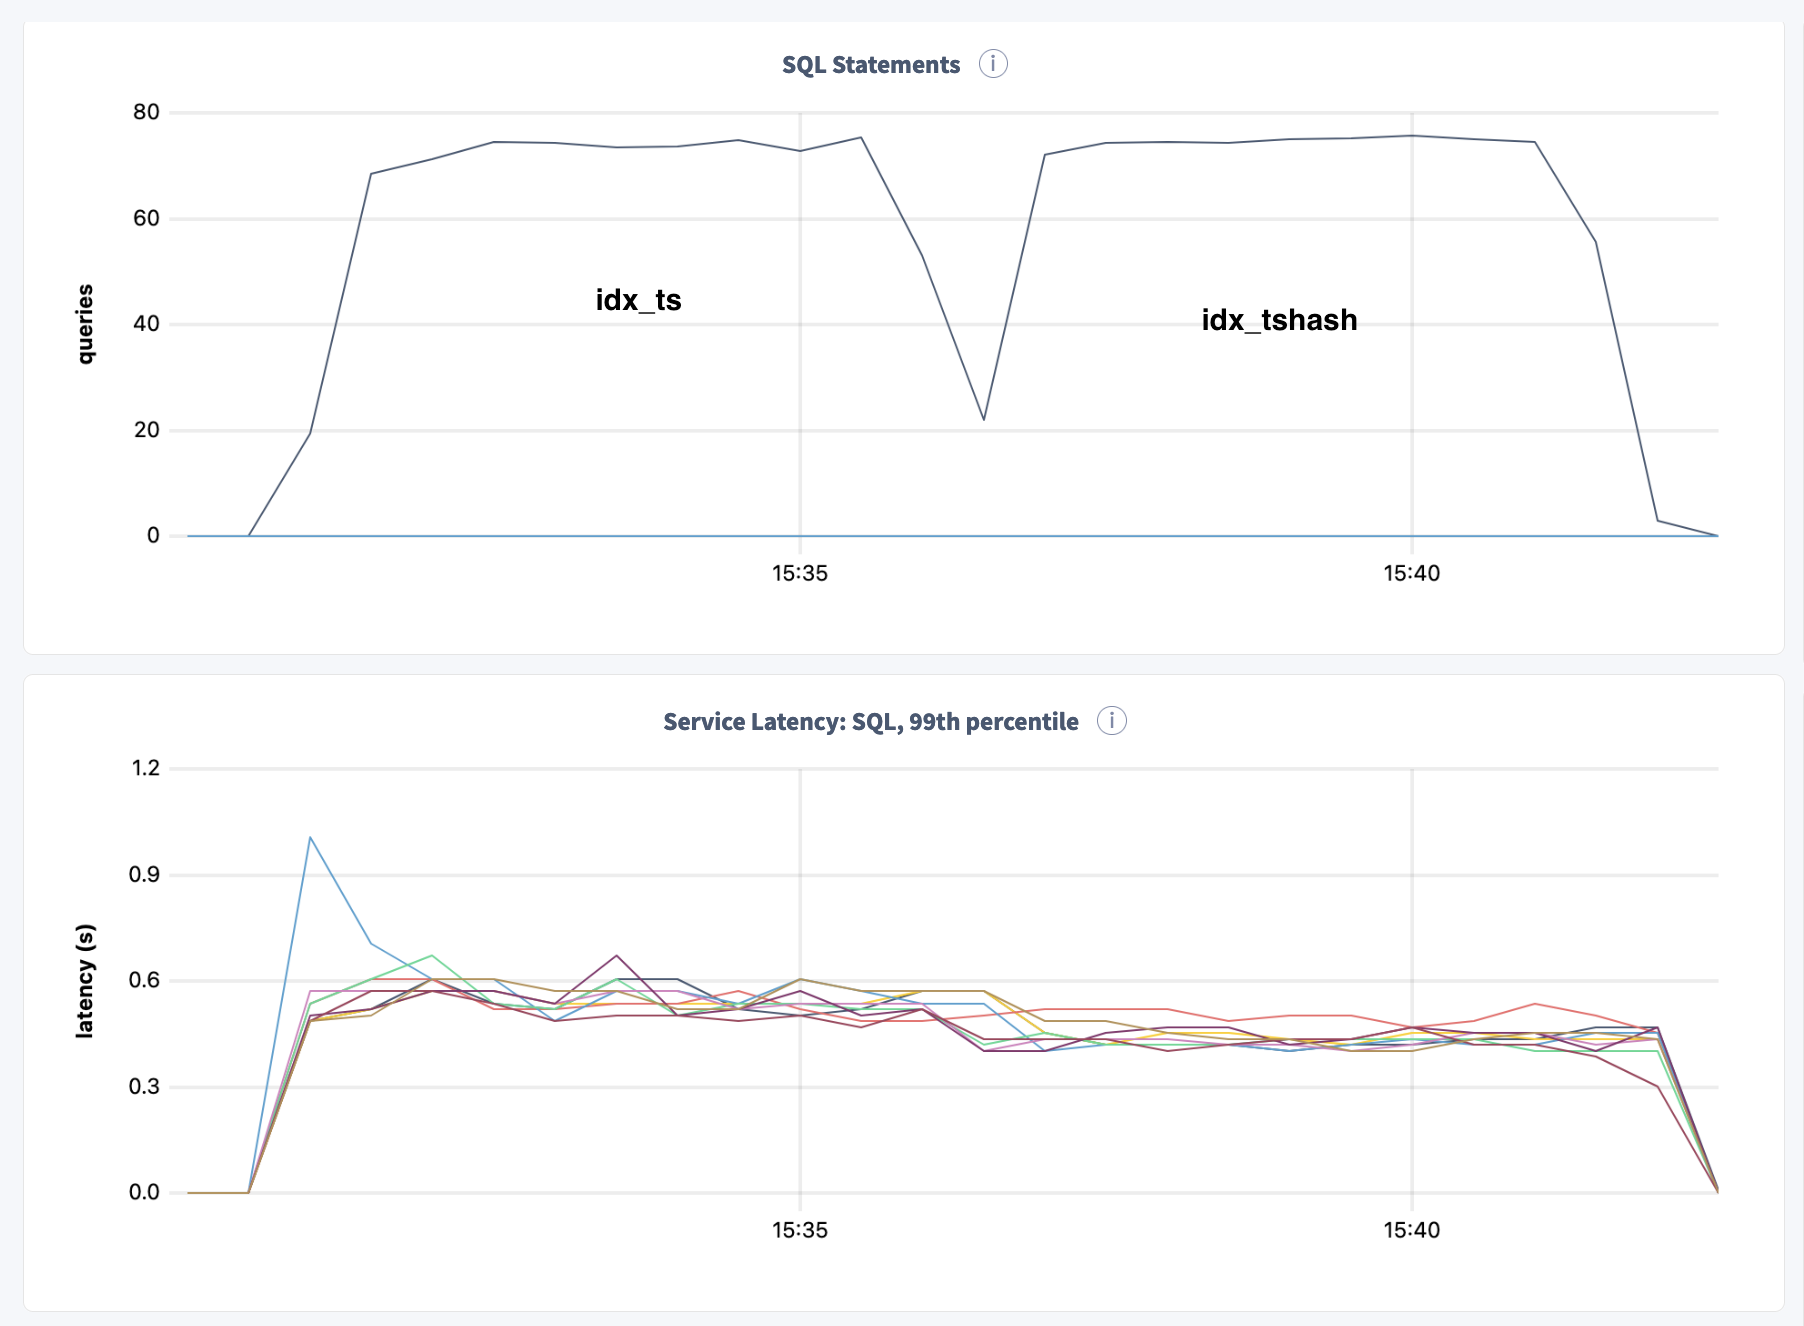 SQL Statements i
80
60
40
20
0
queries
idx_ts
idx_tshash
15:35
15:40
Service Latency: SQL, 99th percentile i
1.2
0.9
0.6
0.3
0.0
latency (s)
15:35
15:40